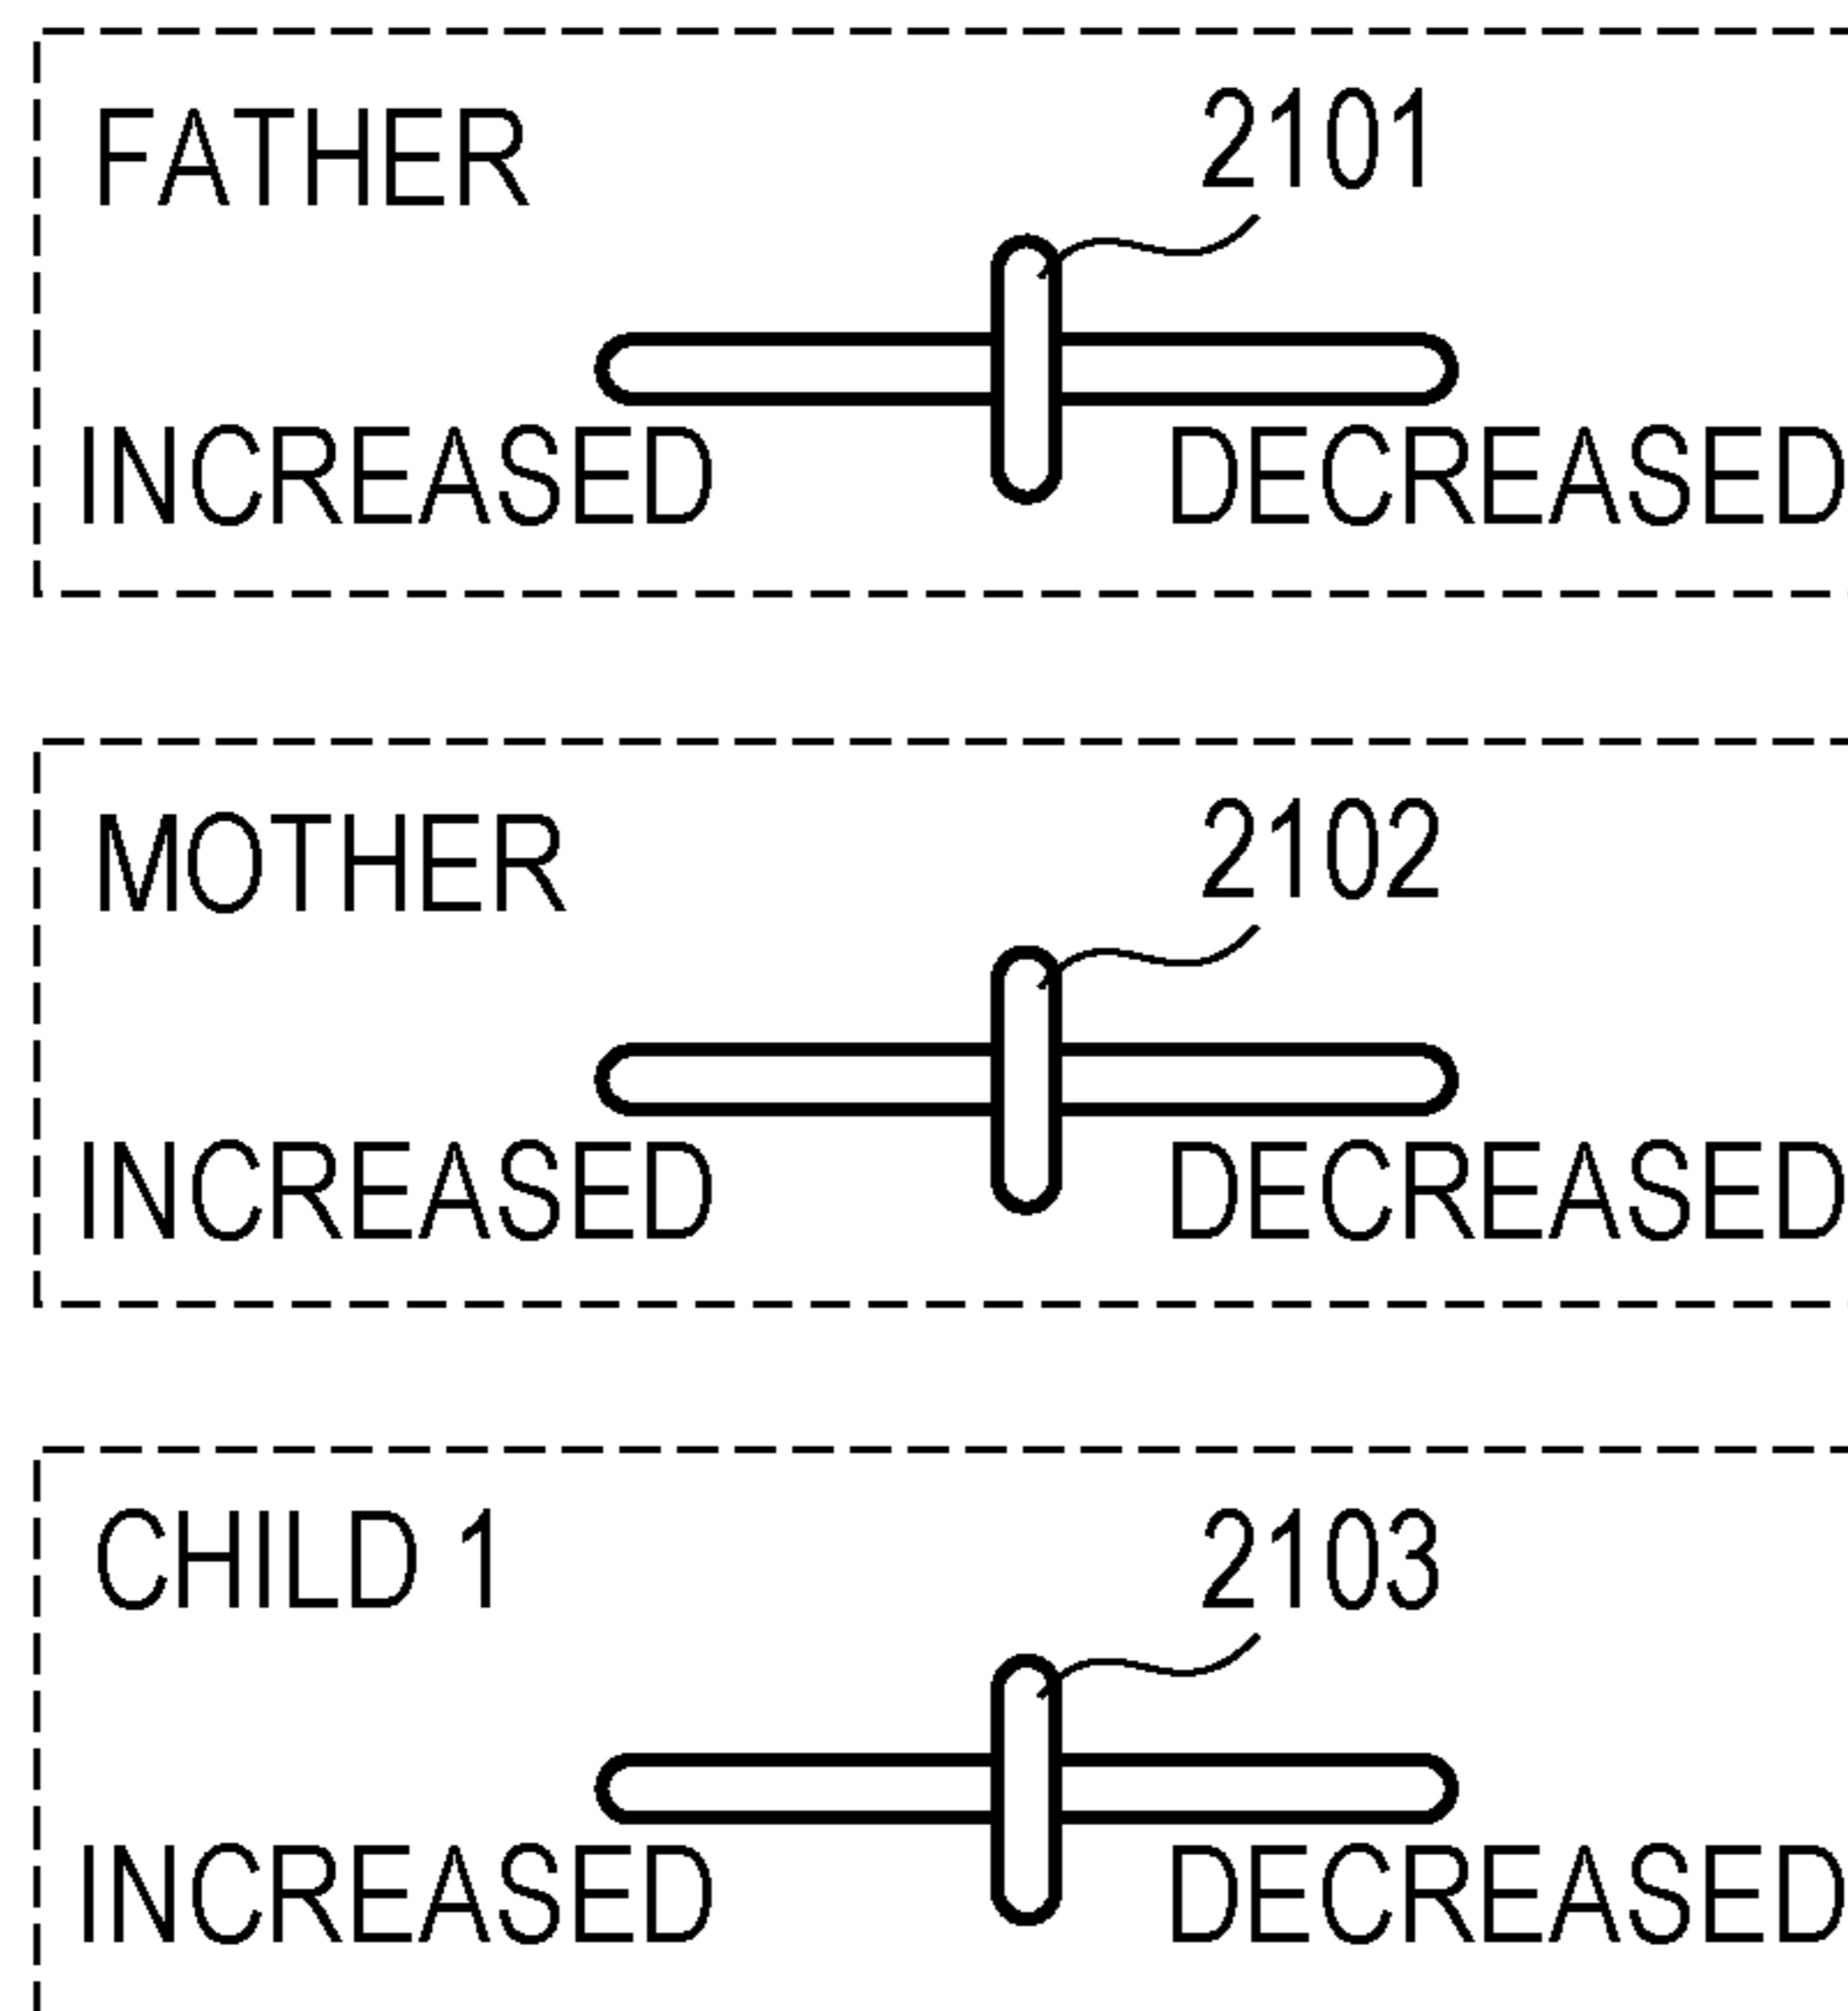 FATHER
2101
INCREASED DECREASED
MOTHER
2102
INCREASED DECREASED
CHILD 1
2103
INCREASED DECREASED